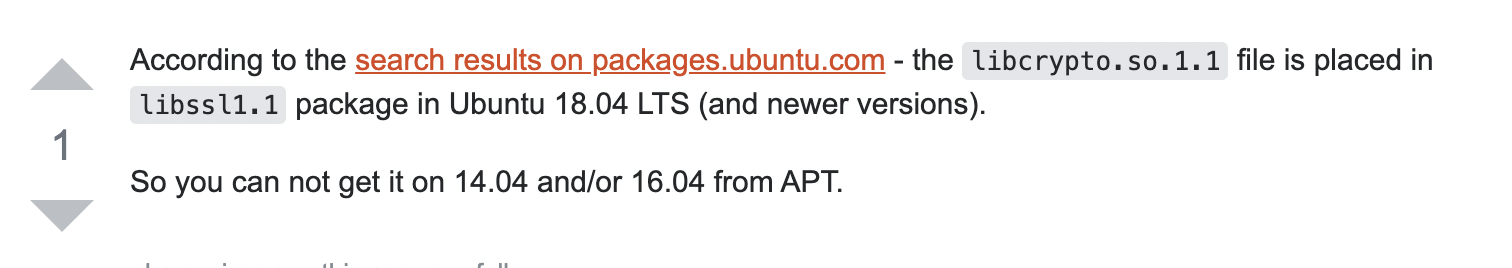 According to the search results on packages.ubuntu.com - the libcrypto.so.1.1 file is placed in
libssl1.1 package in Ubuntu 18.04 LTS (and newer versions).
1
So you can not get it on 14.04 and/or 16.04 from APT.